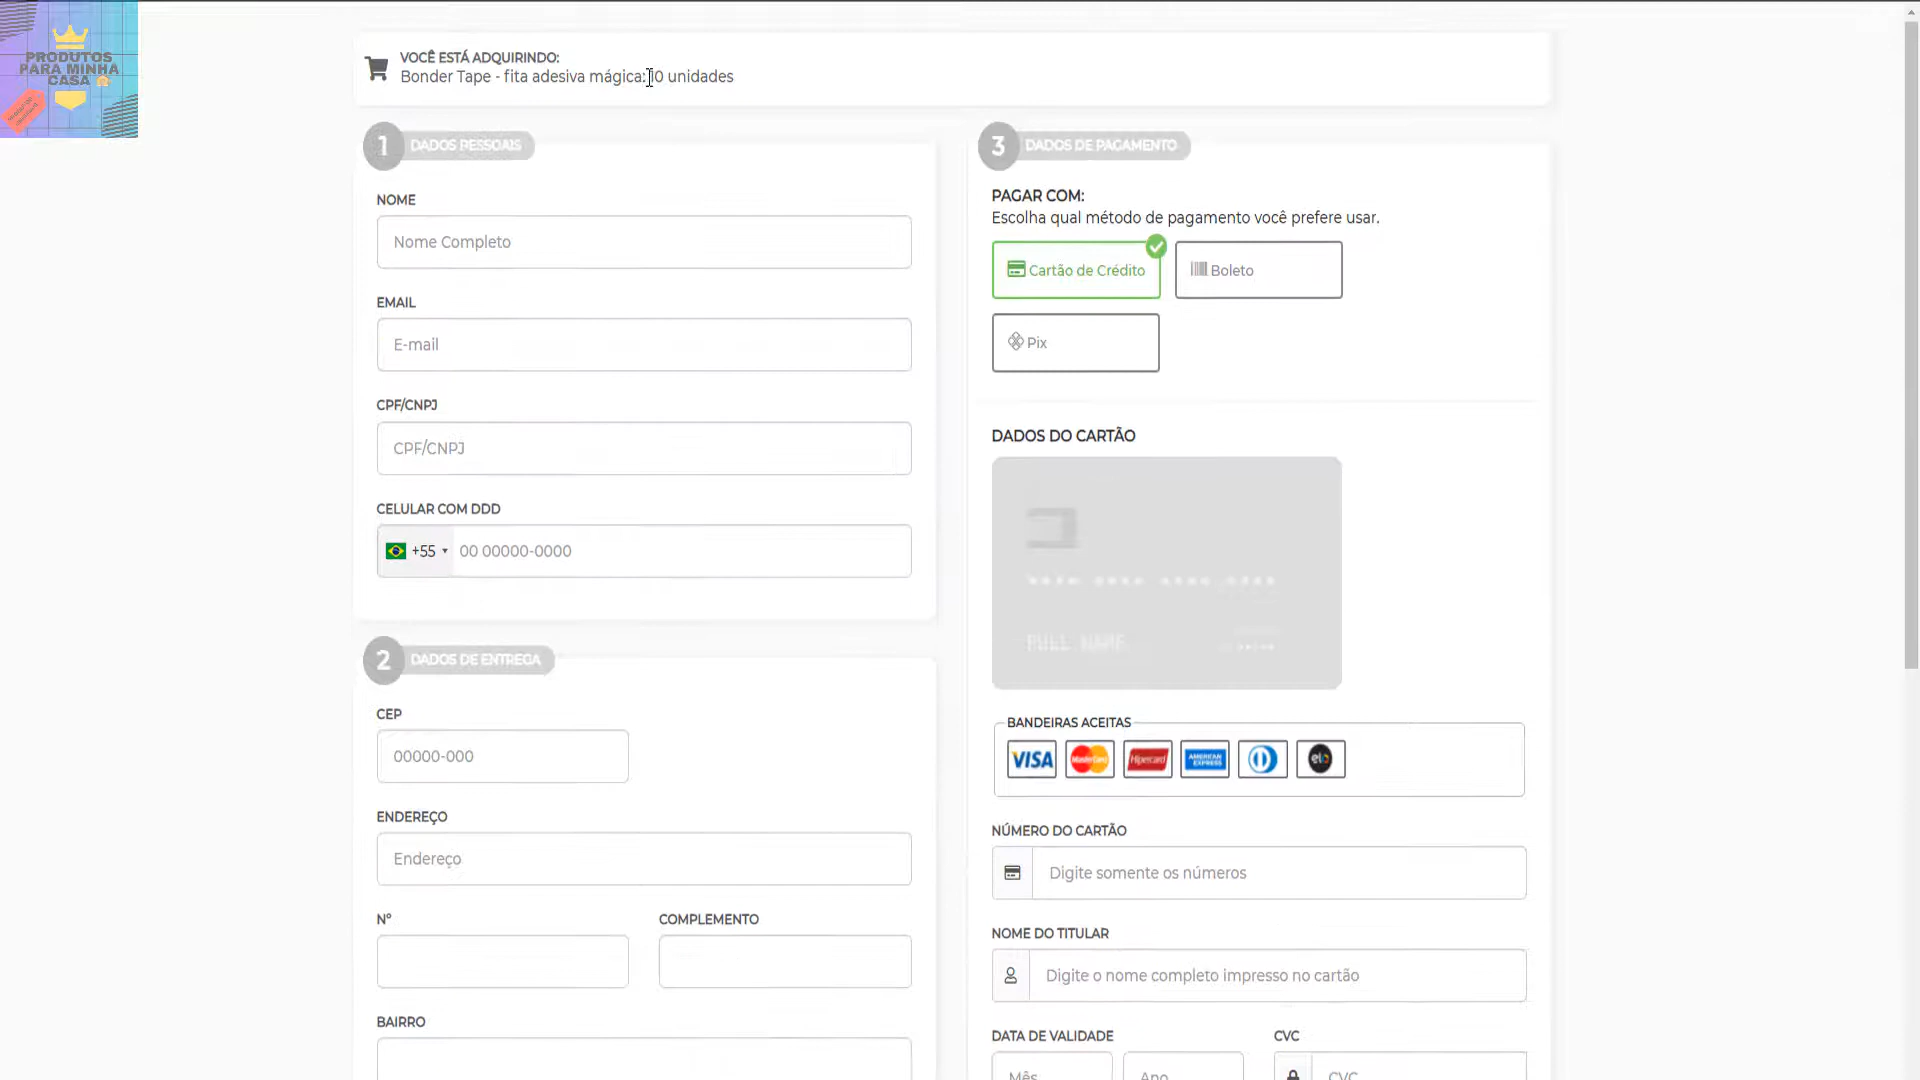 PRODUTOS
PARA MINHA
CASA
VOCÊ ESTÁ ADQUIRINDO:
Bonder Tape - fita adesiva mágica: 10 unidades
1 DADOS PESSOAIS
NOME
Nome Completo
EMAIL
E-mail
CPF/CNPJ
CPF/CNPJ
CELULAR COM DDD
+55 00 00000-0000
2 DADOS DE ENTREGA
CEP
00000-000
ENDEREÇO
Endereço
Nº COMPLEMENTO
BAIRRO
3 DADOS DE PAGAMENTO
PAGAR COM:
Escolha qual método de pagamento você prefere usar.
Cartão de Crédito Boleto
Pix
DADOS DO CARTÃO
FULL NAME
BANDEIRAS ACEITAS
VISA MasterCard Hipercard AMERICAN EXPRESS elo
NÚMERO DO CARTÃO
Digite somente os números
NOME DO TITULAR
Digite o nome completo impresso no cartão
DATA DE VALIDADE CVC
Mês Ano CVC